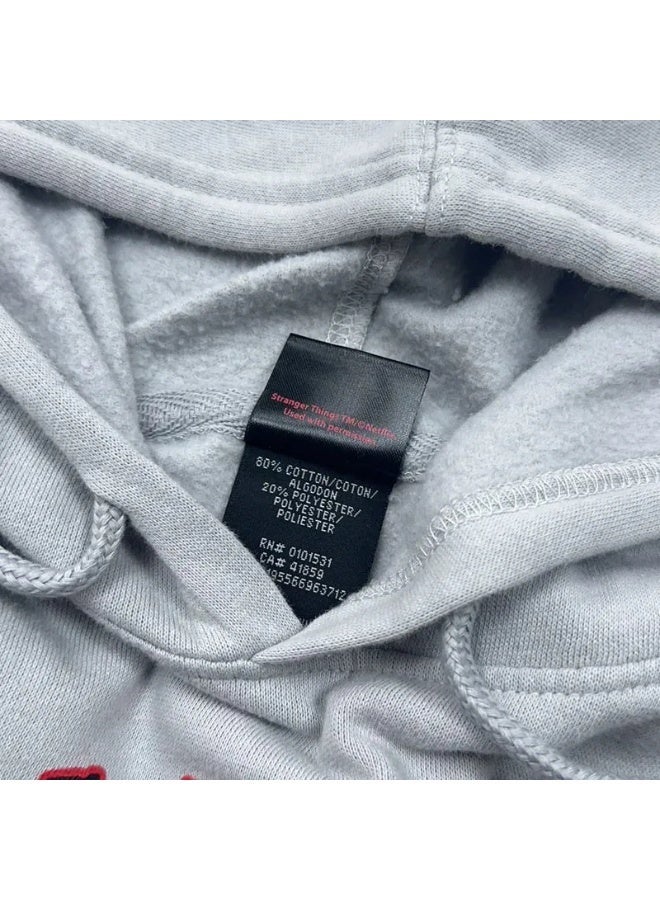 Stranger Things TM/©Netflix.
Used with permission.
80% COTTON/COTON/
ALGODON
20% POLYESTER/
POLYESTER/
POLIESTER
RN# 0101531
CA# 41859
195566963712